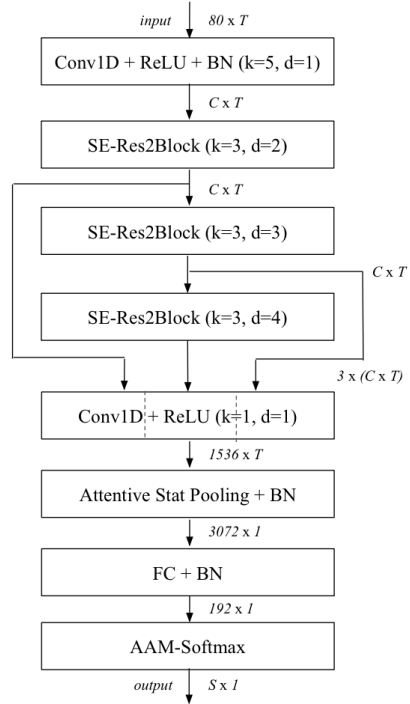 input 80 x T
Conv1D + ReLU + BN (k=5, d=1)
C x T
SE-Res2Block (k=3, d=2)
C x T
SE-Res2Block (k=3, d=3)
C x T
SE-Res2Block (k=3, d=4)
3 x (C x T)
Conv1D + ReLU (k=1, d=1)
1536 x T
Attentive Stat Pooling + BN
3072 x 1
FC + BN
192 x 1
AAM-Softmax
output S x 1